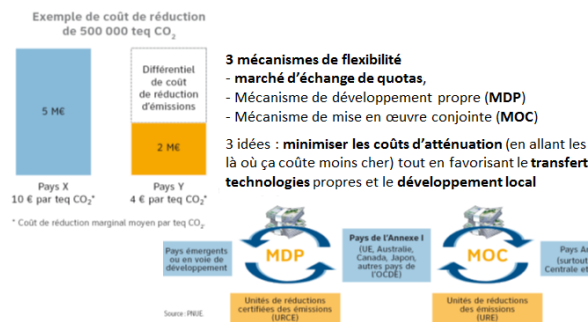 Exemple de coût de réduction
de 500 000 teq CO2
5 M€
Différentiel
de coût
de réduction
d'émissions
2 M€
Pays X
10 € par teq CO2*
Pays Y
4 € par teq CO2*
* Coût de réduction marginal moyen par teq CO2.
3 mécanismes de flexibilité
- marché d’échange de quotas,
- Mécanisme de développement propre (MDP)
- Mécanisme de mise en œuvre conjointe (MOC)
3 idées : minimiser les coûts d’atténuation (en allant les
là où ça coûte moins cher) tout en favorisant le transfert
technologies propres et le développement local
Pays émergents
ou en voie de
développement
MDP
Pays de l'Annexe I
(UE, Australie,
Canada, Japon,
autres pays de
l'OCDE)
MOC
Pays
(surtout
Centrale et
Unités de réductions
certifiées des émissions
(URCE)
Unités de réductions
des émissions
(URE)
Source: PNUE.